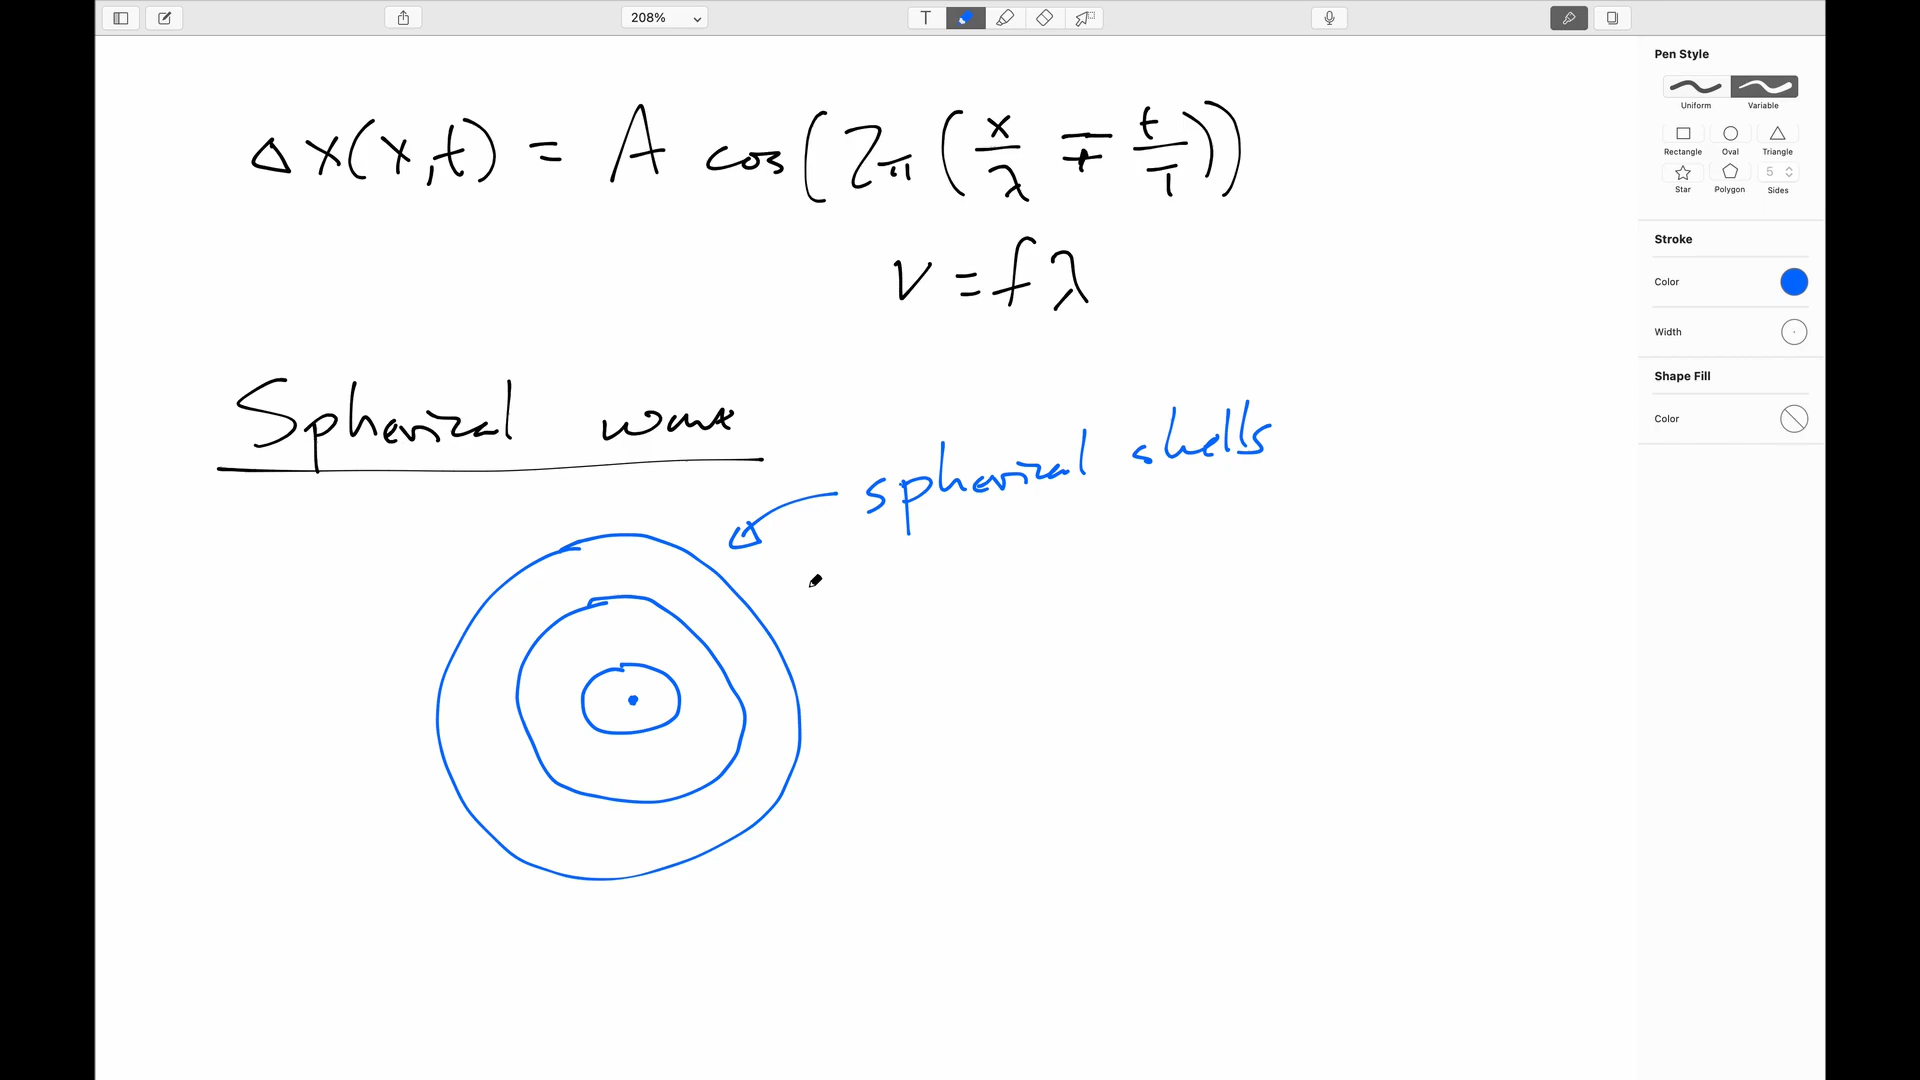 208%
T
Δx(x,t) = A cos(2π(x/λ ∓ t/T))
v = fλ
Spherical wave
spherical shells
Pen Style
Uniform Variable
Rectangle Oval Triangle
5
Star Polygon Sides
Stroke
Color
Width
Shape Fill
Color